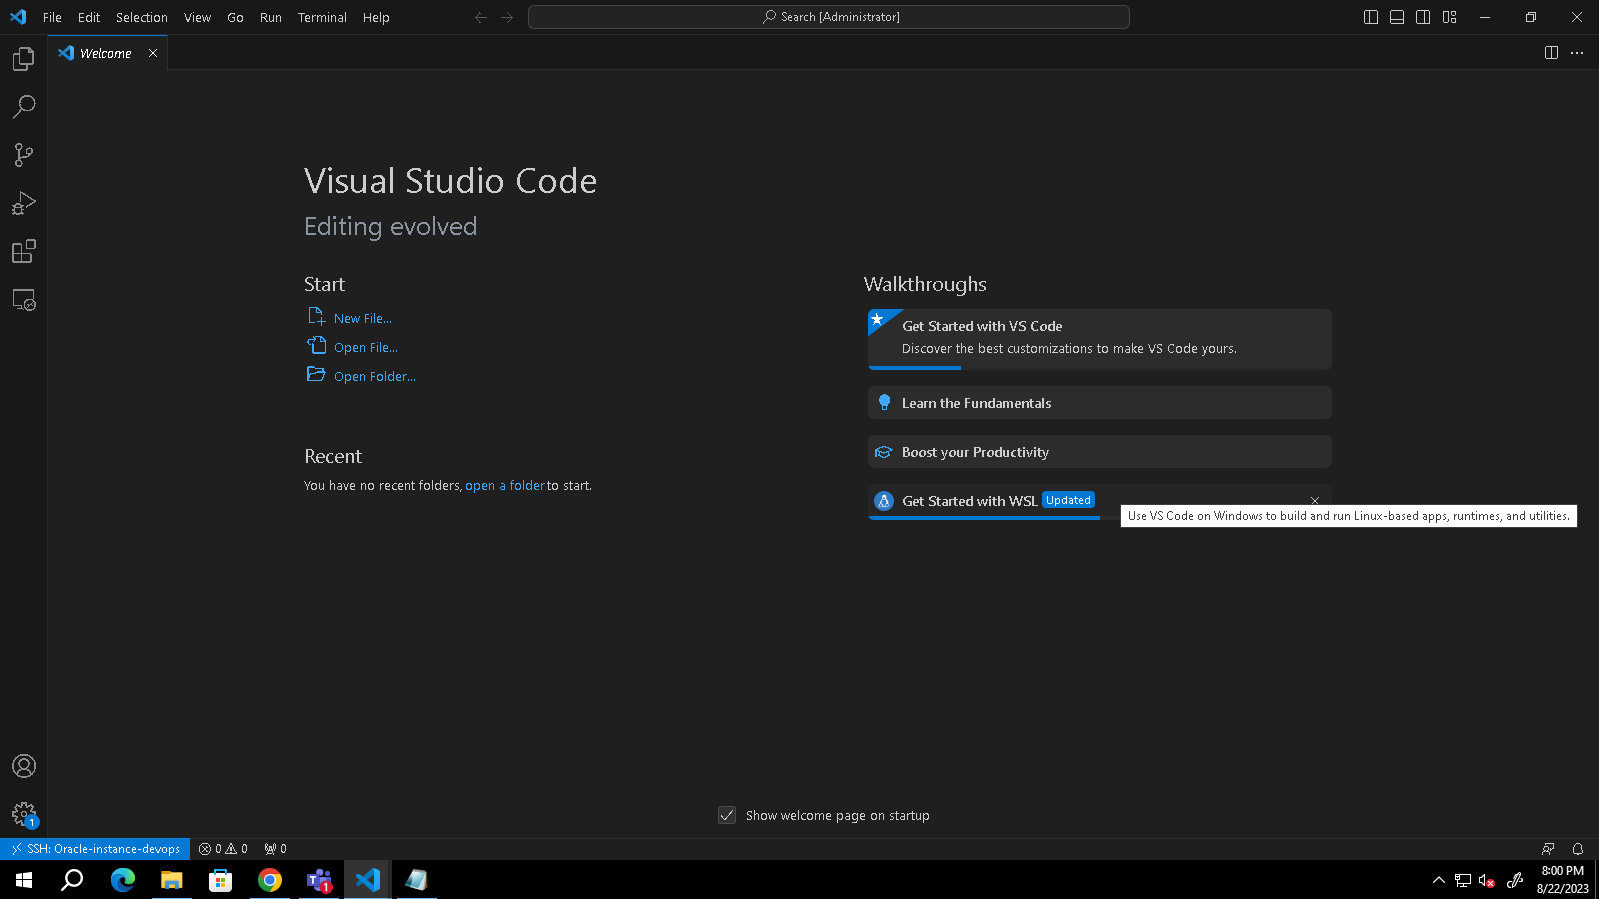 File Edit Selection View Go Run Terminal Help
Search [Administrator]
Welcome
Visual Studio Code
Editing evolved
Start
New File...
Open File...
Open Folder...
Recent
You have no recent folders, open a folder to start.
Walkthroughs
Get Started with VS Code
Discover the best customizations to make VS Code yours.
Learn the Fundamentals
Boost your Productivity
Get Started with WSL Updated
Use VS Code on Windows to build and run Linux-based apps, runtimes, and utilities.
Show welcome page on startup
1
SSH: Oracle-instance-devops 0 0 0
T 1
8:00 PM
8/22/2023